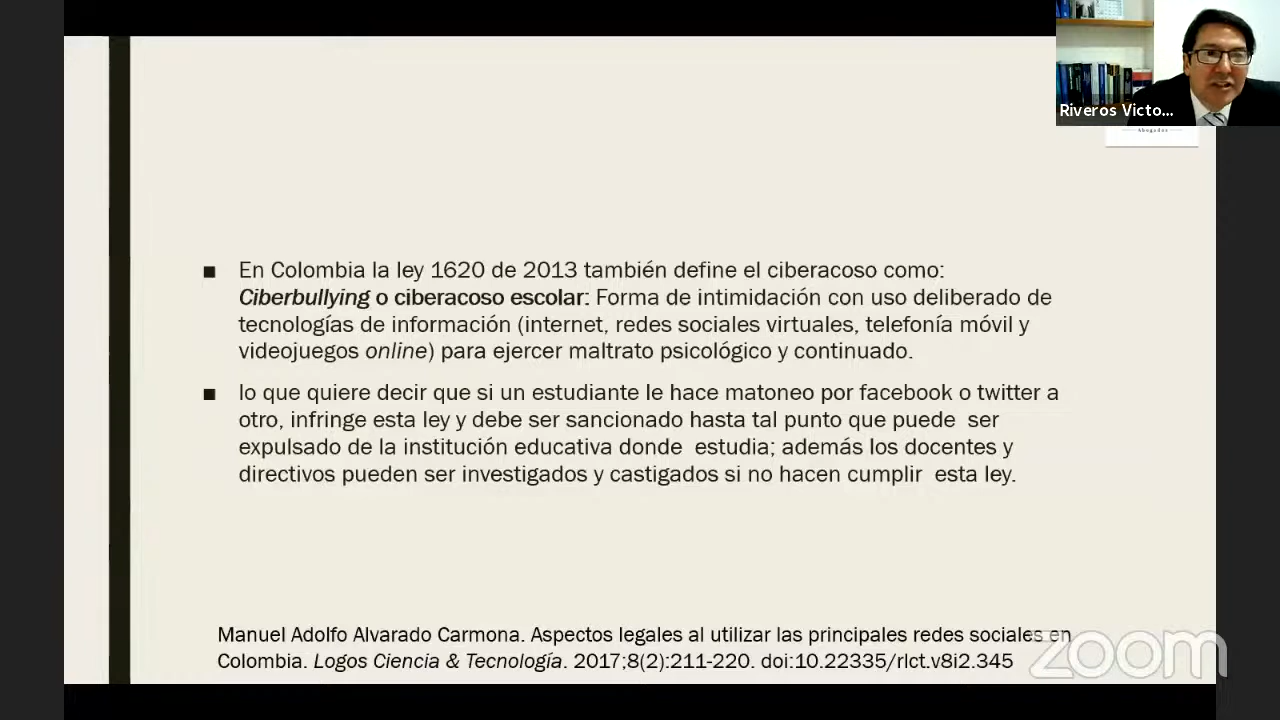 Riveros Victo...
Abogados
■ En Colombia la ley 1620 de 2013 también define el ciberacoso como:
Ciberbullying o ciberacoso escolar: Forma de intimidación con uso deliberado de
tecnologías de información (internet, redes sociales virtuales, telefonía móvil y
videojuegos online) para ejercer maltrato psicológico y continuado.
■ lo que quiere decir que si un estudiante le hace matoneo por facebook o twitter a
otro, infringe esta ley y debe ser sancionado hasta tal punto que puede  ser
expulsado de la institución educativa donde  estudia; además los docentes y
directivos pueden ser investigados y castigados si no hacen cumplir  esta ley.
Manuel Adolfo Alvarado Carmona. Aspectos legales al utilizar las principales redes sociales en
Colombia. Logos Ciencia & Tecnología. 2017;8(2):211-220. doi:10.22335/rlct.v8i2.345
zoom